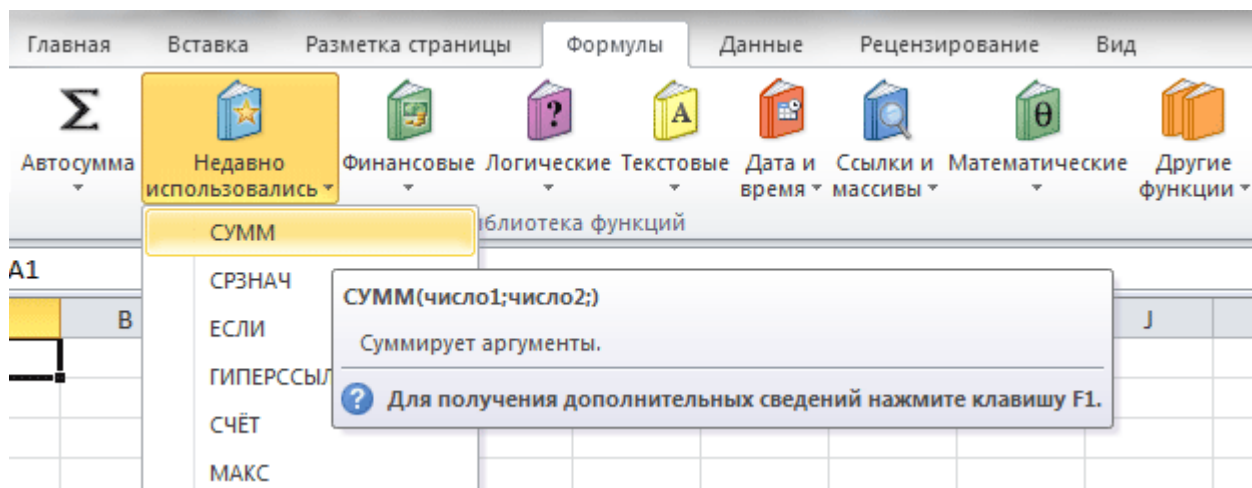 Главная Вставка Разметка страницы Формулы Данные Рецензирование Вид
Σ ? A θ
Автосумма Недавно использовались Финансовые Логические Текстовые Дата и время Ссылки и массивы Математические Другие функции
блиотека функций
СУММ
A1
СРЗНАЧ
СУММ(число1;число2;)
B J
ЕСЛИ
Суммирует аргументы.
ГИПЕРССЫЛ
? Для получения дополнительных сведений нажмите клавишу F1.
СЧЁТ
МАКС